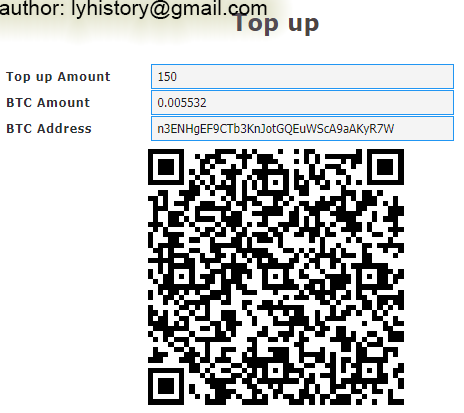 author: lyhistory@gmail.com
Top up
Top up Amount 150
BTC Amount 0.005532
BTC Address n3ENHgEF9CTb3KnJotGQEuWScA9aAKyR7W